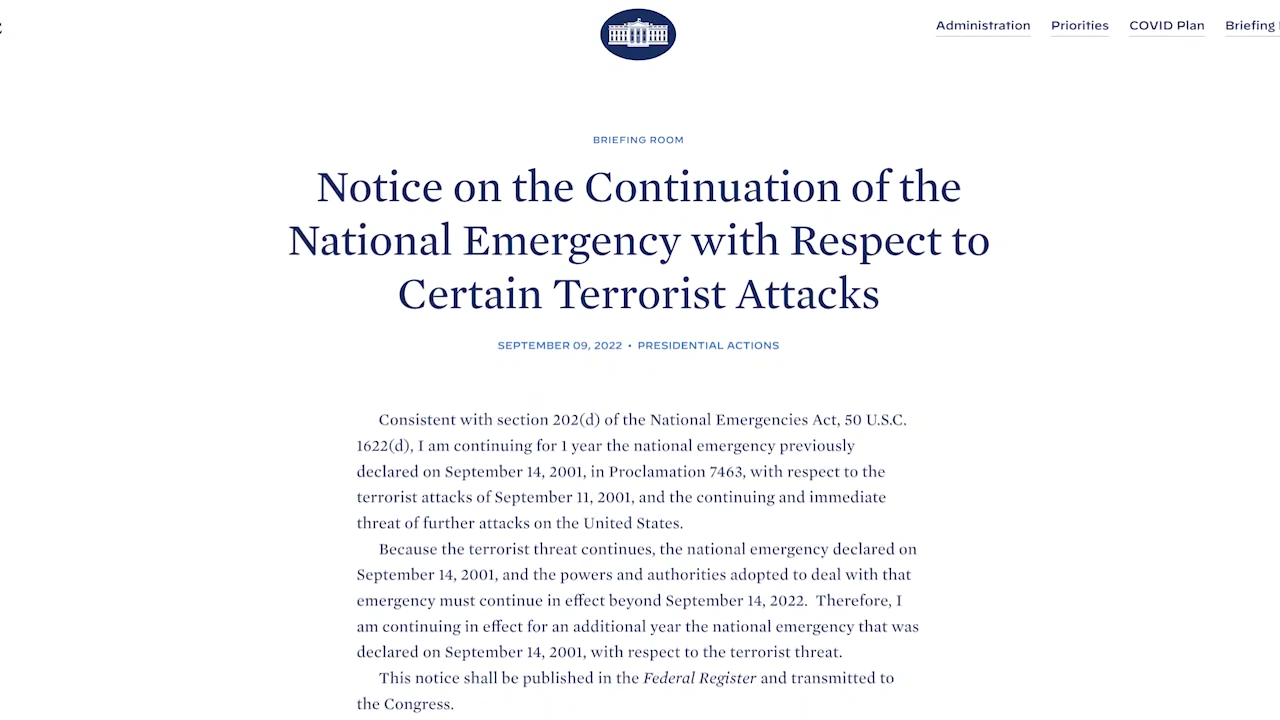 Administration Priorities COVID Plan Briefing
BRIEFING ROOM
Notice on the Continuation of the
National Emergency with Respect to
Certain Terrorist Attacks
SEPTEMBER 09, 2022 • PRESIDENTIAL ACTIONS
Consistent with section 202(d) of the National Emergencies Act, 50 U.S.C.
1622(d), I am continuing for 1 year the national emergency previously
declared on September 14, 2001, in Proclamation 7463, with respect to the
terrorist attacks of September 11, 2001, and the continuing and immediate
threat of further attacks on the United States.
Because the terrorist threat continues, the national emergency declared on
September 14, 2001, and the powers and authorities adopted to deal with that
emergency must continue in effect beyond September 14, 2022.  Therefore, I
am continuing in effect for an additional year the national emergency that was
declared on September 14, 2001, with respect to the terrorist threat.
This notice shall be published in the Federal Register and transmitted to
the Congress.